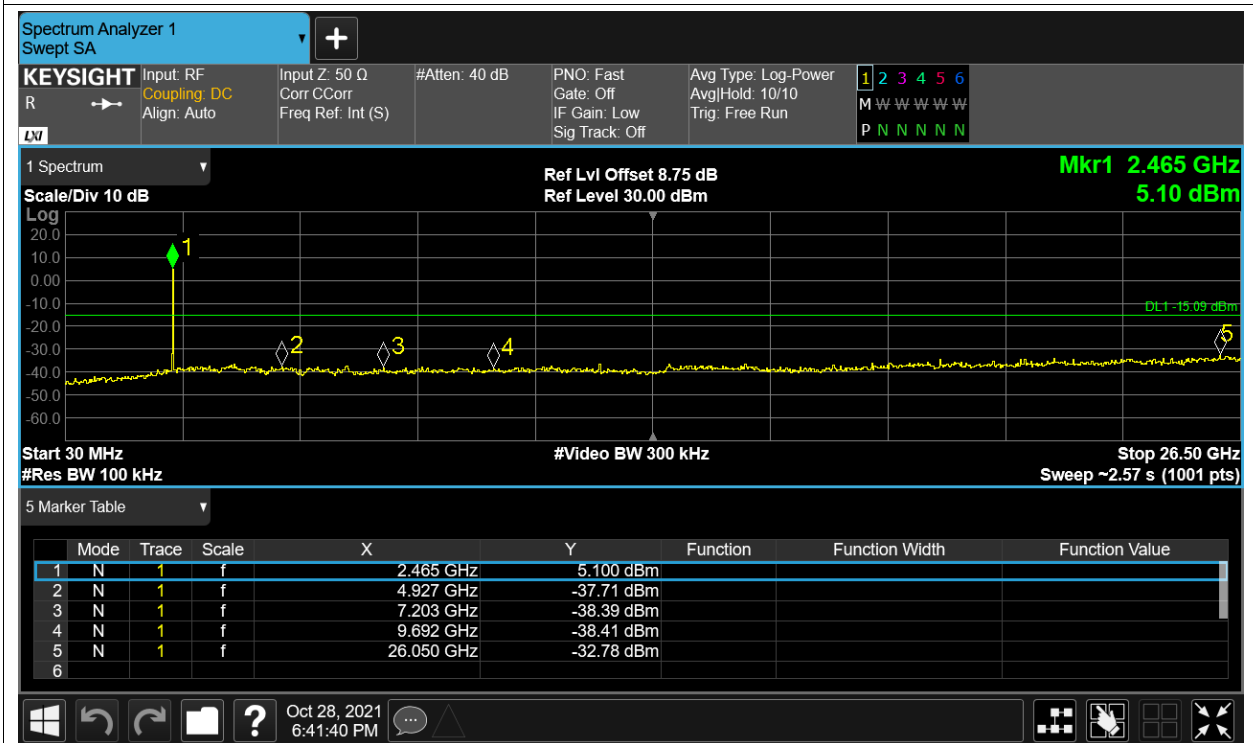 Spectrum Analyzer 1
Swept SA
+
KEYSIGHT Input: RF Input Z: 50 Ω #Atten: 40 dB PNO: Fast Avg Type: Log-Power 1 2 3 4 5 6
R Coupling: DC Corr CCorr Gate: Off Avg|Hold: 10/10 M W W W W W
Align: Auto Freq Ref: Int (S) IF Gain: Low Trig: Free Run
LXI Sig Track: Off P N N N N N
1 Spectrum Ref Lvl Offset 8.75 dB Mkr1 2.465 GHz
Scale/Div 10 dB Ref Level 30.00 dBm 5.10 dBm
Log
20.0
10.0 1
0.00
-10.0 DL1 -15.09 dBm
-20.0
-30.0 2 3 4 5
-40.0
-50.0
-60.0
Start 30 MHz #Video BW 300 kHz Stop 26.50 GHz
#Res BW 100 kHz Sweep ~2.57 s (1001 pts)
5 Marker Table
Mode Trace Scale X Y Function Function Width Function Value
1 N 1 f 2.465 GHz 5.100 dBm
2 N 1 f 4.927 GHz -37.71 dBm
3 N 1 f 7.203 GHz -38.39 dBm
4 N 1 f 9.692 GHz -38.41 dBm
5 N 1 f 26.050 GHz -32.78 dBm
6
? Oct 28, 2021
6:41:40 PM